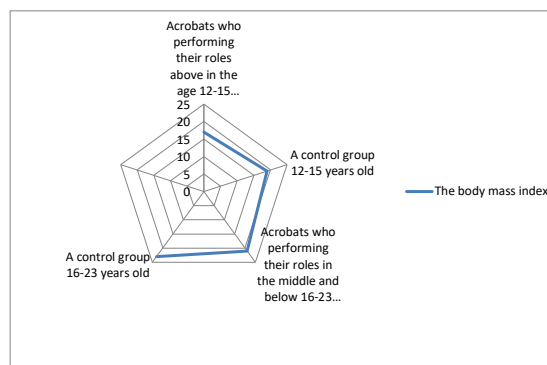 Acrobats who
performing
their roles
above in the
age 12-15...
25
20
15
10
5
0
A control group
12-15 years old
The body mass index
Acrobats who
performing
their roles in
the middle and
below 16-23...
A control group
16-23 years old